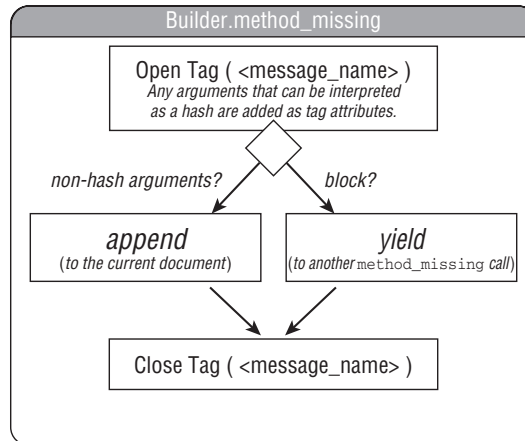 Builder.method_missing
Open Tag ( <message_name> )
Any arguments that can be interpreted
as a hash are added as tag attributes.
non-hash arguments?
block?
append
(to the current document)
yield
(to another method_missing call)
Close Tag ( <message_name> )